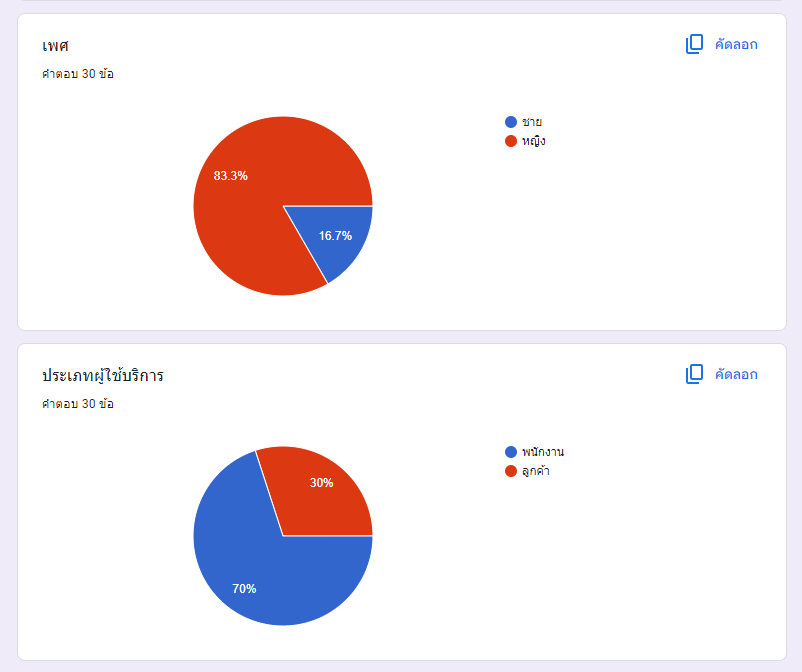 เพศ
คัดลอก
คำตอบ 30 ข้อ
ชาย
หญิง
83.3%
16.7%
ประเภทผู้ใช้บริการ
คัดลอก
คำตอบ 30 ข้อ
พนักงาน
ลูกค้า
30%
70%